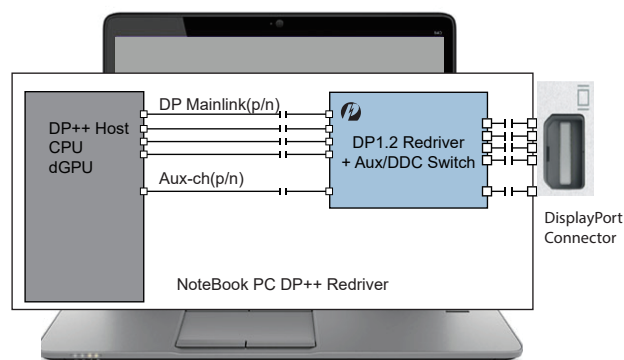 DP++ Host
CPU
dGPU
DP Mainlink(p/n)
Aux-ch(p/n)
DP1.2 Redriver
+ Aux/DDC Switch
DisplayPort
Connector
NoteBook PC DP++ Redriver